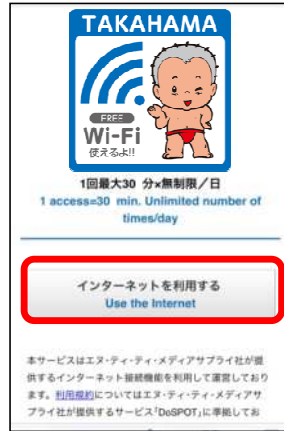 TAKAHAMA
FREE
Wi-Fi
使えるよ!!
1回最大30 分×無制限／日
1 access=30 min. Unlimited number of
times/day
インターネットを利用する
Use the Internet
本サービスはエヌ・ティ・ティ・メディアサプライ社が提
供するインターネット接続機能を利用して運営しており
ます。利用規約についてはエヌ・ティ・ティ・メディアサ
プライ社が提供するサービス「DoSPOT」に準拠してお